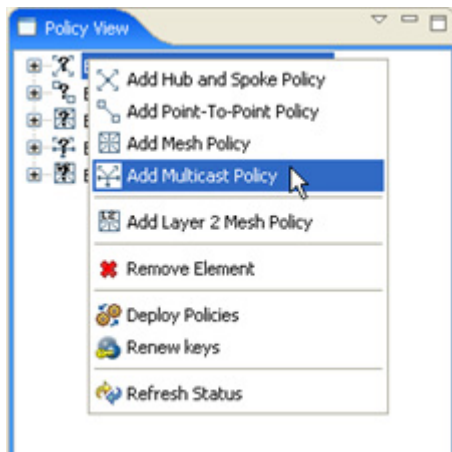 Policy View
Add Hub and Spoke Policy
Add Point-To-Point Policy
Add Mesh Policy
Add Multicast Policy
Add Layer 2 Mesh Policy
Remove Element
Deploy Policies
Renew keys
Refresh Status